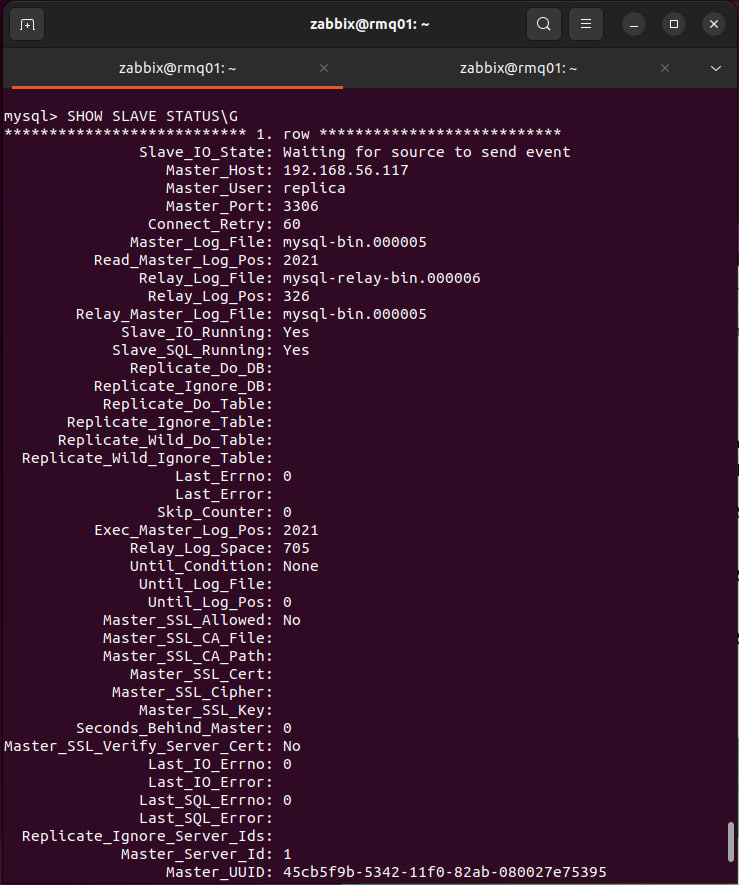 zabbix@rmq01: ~
zabbix@rmq01: ~
zabbix@rmq01: ~
mysql> SHOW SLAVE STATUS\G
*************************** 1. row ***************************
Slave_IO_State: Waiting for source to send event
Master_Host: 192.168.56.117
Master_User: replica
Master_Port: 3306
Connect_Retry: 60
Master_Log_File: mysql-bin.000005
Read_Master_Log_Pos: 2021
Relay_Log_File: mysql-relay-bin.000006
Relay_Log_Pos: 326
Relay_Master_Log_File: mysql-bin.000005
Slave_IO_Running: Yes
Slave_SQL_Running: Yes
Replicate_Do_DB:
Replicate_Ignore_DB:
Replicate_Do_Table:
Replicate_Ignore_Table:
Replicate_Wild_Do_Table:
Replicate_Wild_Ignore_Table:
Last_Errno: 0
Last_Error:
Skip_Counter: 0
Exec_Master_Log_Pos: 2021
Relay_Log_Space: 705
Until_Condition: None
Until_Log_File:
Until_Log_Pos: 0
Master_SSL_Allowed: No
Master_SSL_CA_File:
Master_SSL_CA_Path:
Master_SSL_Cert:
Master_SSL_Cipher:
Master_SSL_Key:
Seconds_Behind_Master: 0
Master_SSL_Verify_Server_Cert: No
Last_IO_Errno: 0
Last_IO_Error:
Last_SQL_Errno: 0
Last_SQL_Error:
Replicate_Ignore_Server_Ids:
Master_Server_Id: 1
Master_UUID: 45cb5f9b-5342-11f0-82ab-080027e75395